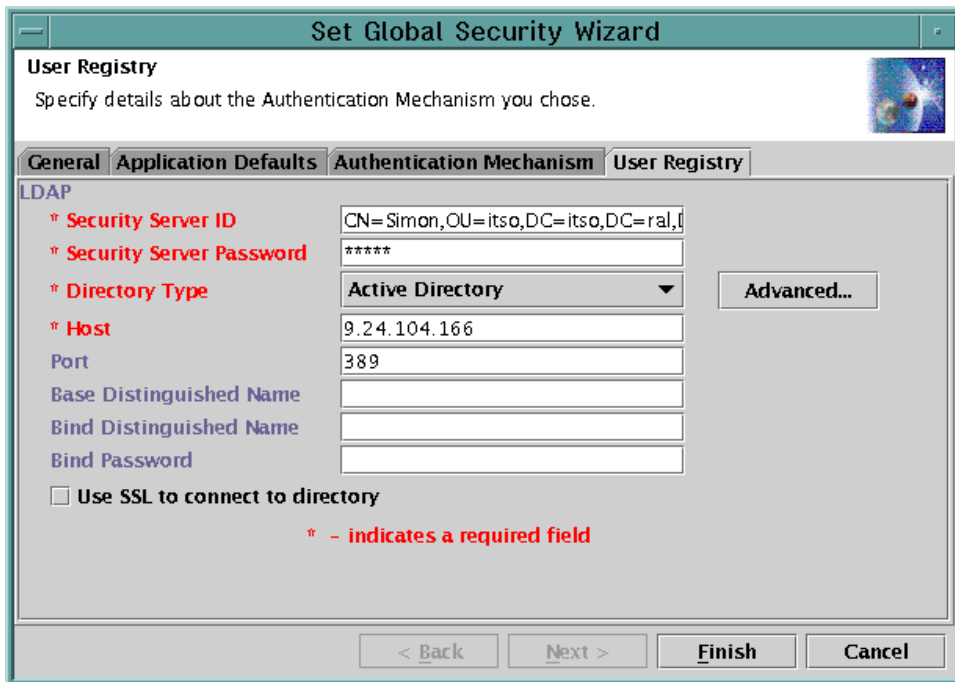 Set Global Security Wizard
User Registry
Specify details about the Authentication Mechanism you chose.
General Application Defaults Authentication Mechanism User Registry
LDAP
* Security Server ID CN=Simon,OU=itso,DC=itso,DC=ral,
* Security Server Password *****
* Directory Type Active Directory Advanced...
* Host 9.24.104.166
Port 389
Base Distinguished Name
Bind Distinguished Name
Bind Password
Use SSL to connect to directory
* - indicates a required field
< Back Next > Finish Cancel